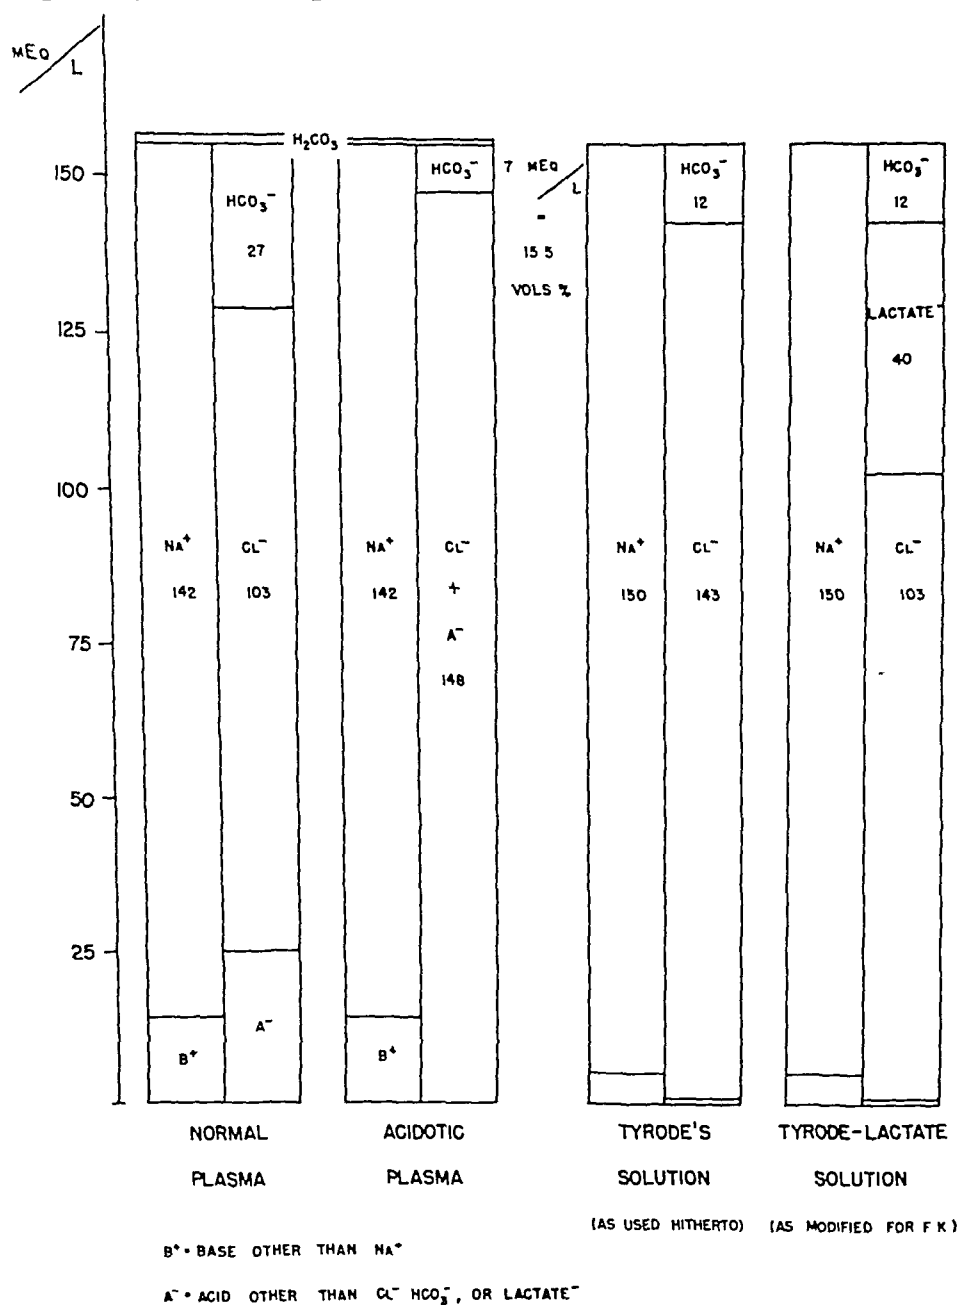 MEQ / L
150
125
100
75
50
25
H₂CO₃
HCO₃⁻
27
NA⁺
142
CL⁻
103
B⁺
A⁻
NORMAL
PLASMA
HCO₃⁻
7 MEQ / L
=
15 5
VOLS %
NA⁺
142
CL⁻
+
A⁻
148
B⁺
ACIDOTIC
PLASMA
HCO₃⁻
12
NA⁺
150
CL⁻
143
TYRODE'S
SOLUTION
(AS USED HITHERTO)
HCO₃⁻
12
LACTATE⁻
40
NA⁺
150
CL⁻
103
TYRODE-LACTATE
SOLUTION
(AS MODIFIED FOR F K)
B⁺ = BASE OTHER THAN NA⁺
A⁻ = ACID OTHER THAN CL⁻ HCO₃⁻, OR LACTATE⁻